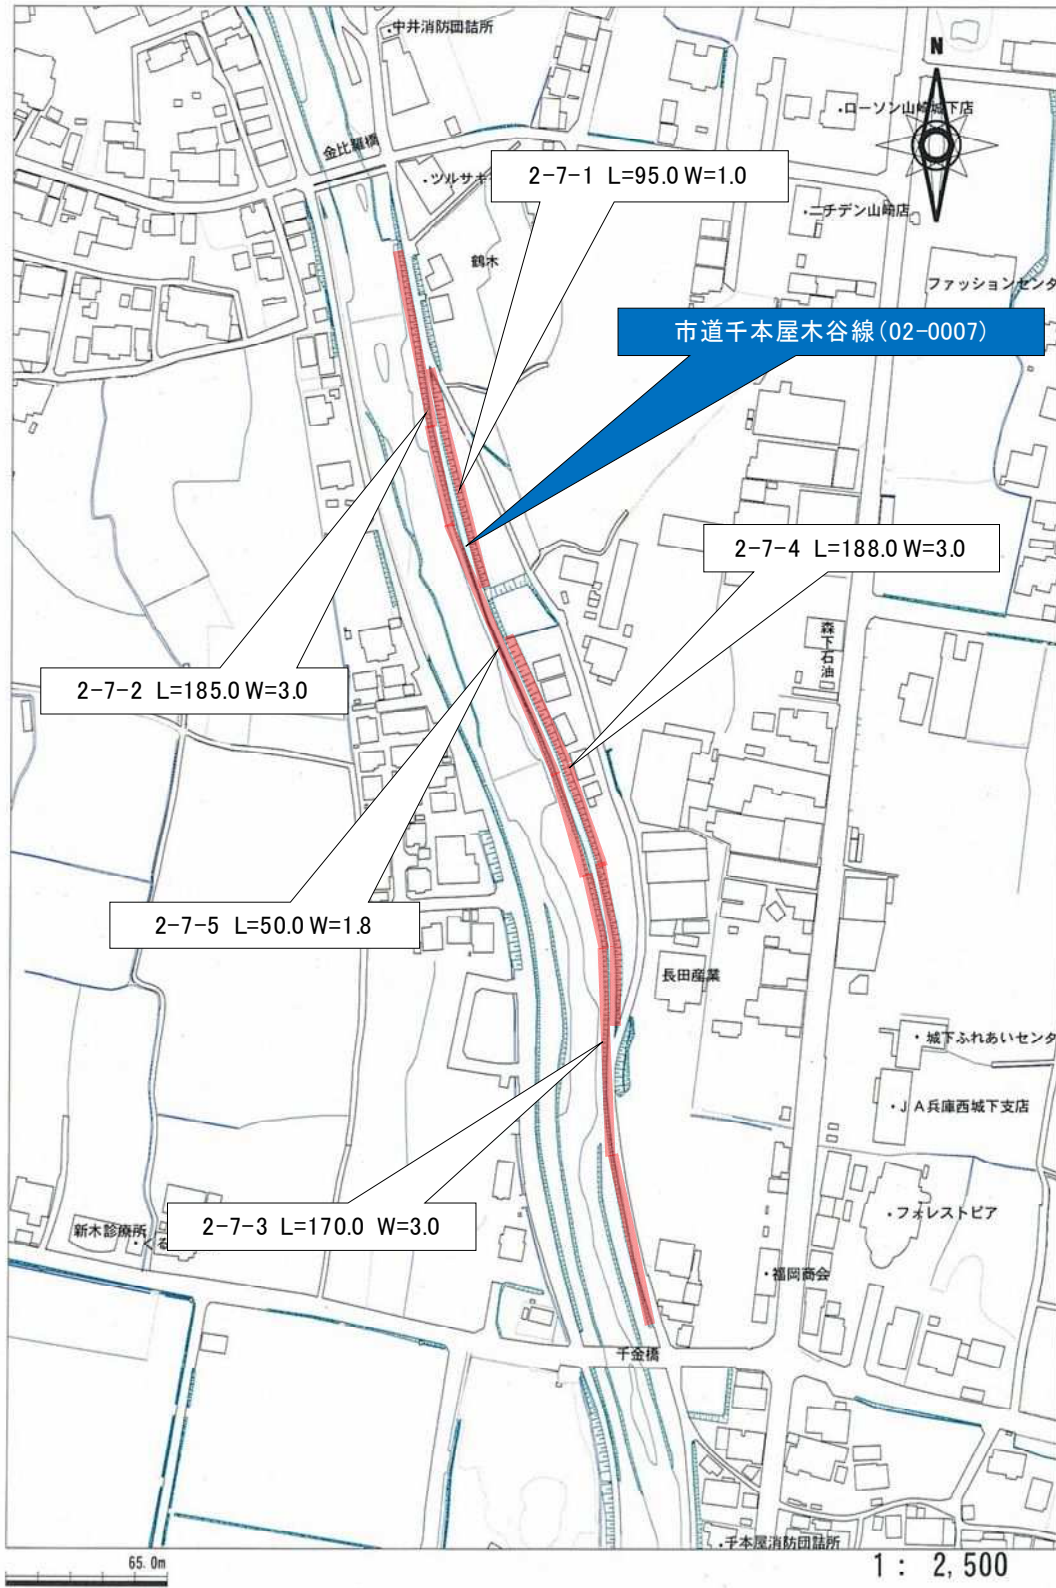 ・中井消防団詰所
N
・ローソン山崎城下店
金比羅橋
・ツルサキ
2-7-1 L=95.0 W=1.0
・ニチデン山崎店
鶴木
ファッションセンタ
市道千本屋木谷線(02-0007)
2-7-4 L=188.0 W=3.0
森下石油
2-7-2 L=185.0 W=3.0
2-7-5 L=50.0 W=1.8
長田産業
・城下ふれあいセンタ
・JA兵庫西城下支店
2-7-3 L=170.0 W=3.0
・フォレストピア
新木診療所
・くる
・福岡商会
千金橋
・千本屋消防団詰所
65.0m
1: 2,500